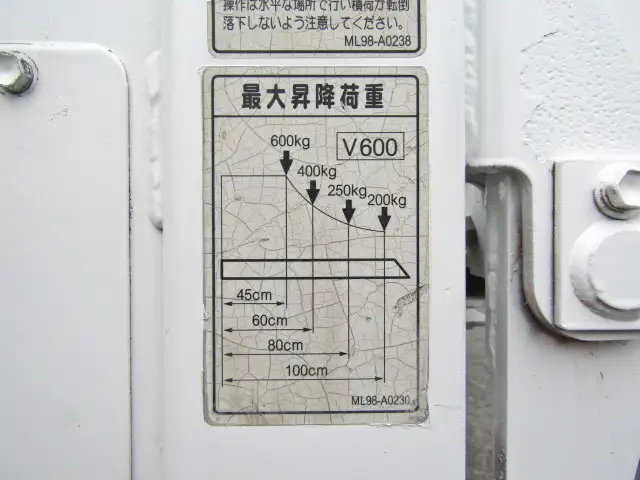 操作は水平な場所で行い積荷が転倒
落下しないよう注意してください。
ML98-A0238
最大昇降荷重
V600
600kg
400kg
250kg
200kg
45cm
60cm
80cm
100cm
ML98-A0230